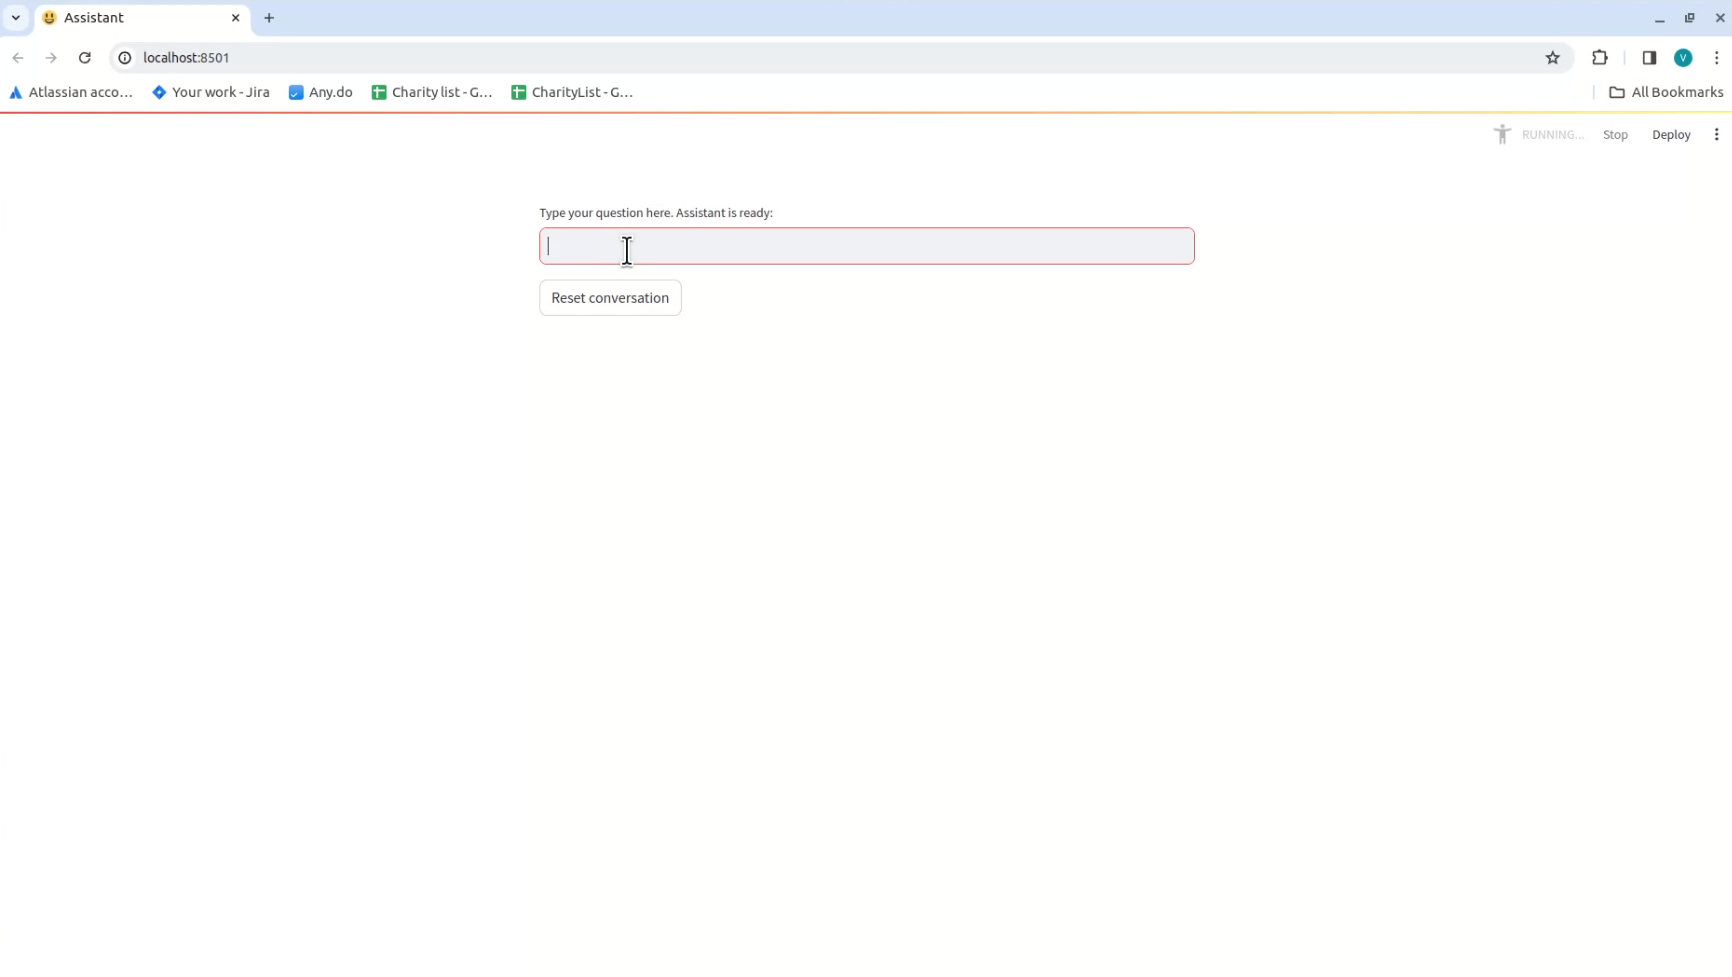 Assistant
localhost:8501
V
Atlassian acco... Your work - Jira Any.do Charity list - G... CharityList - G... All Bookmarks
RUNNING... Stop Deploy
Type your question here. Assistant is ready:
Reset conversation